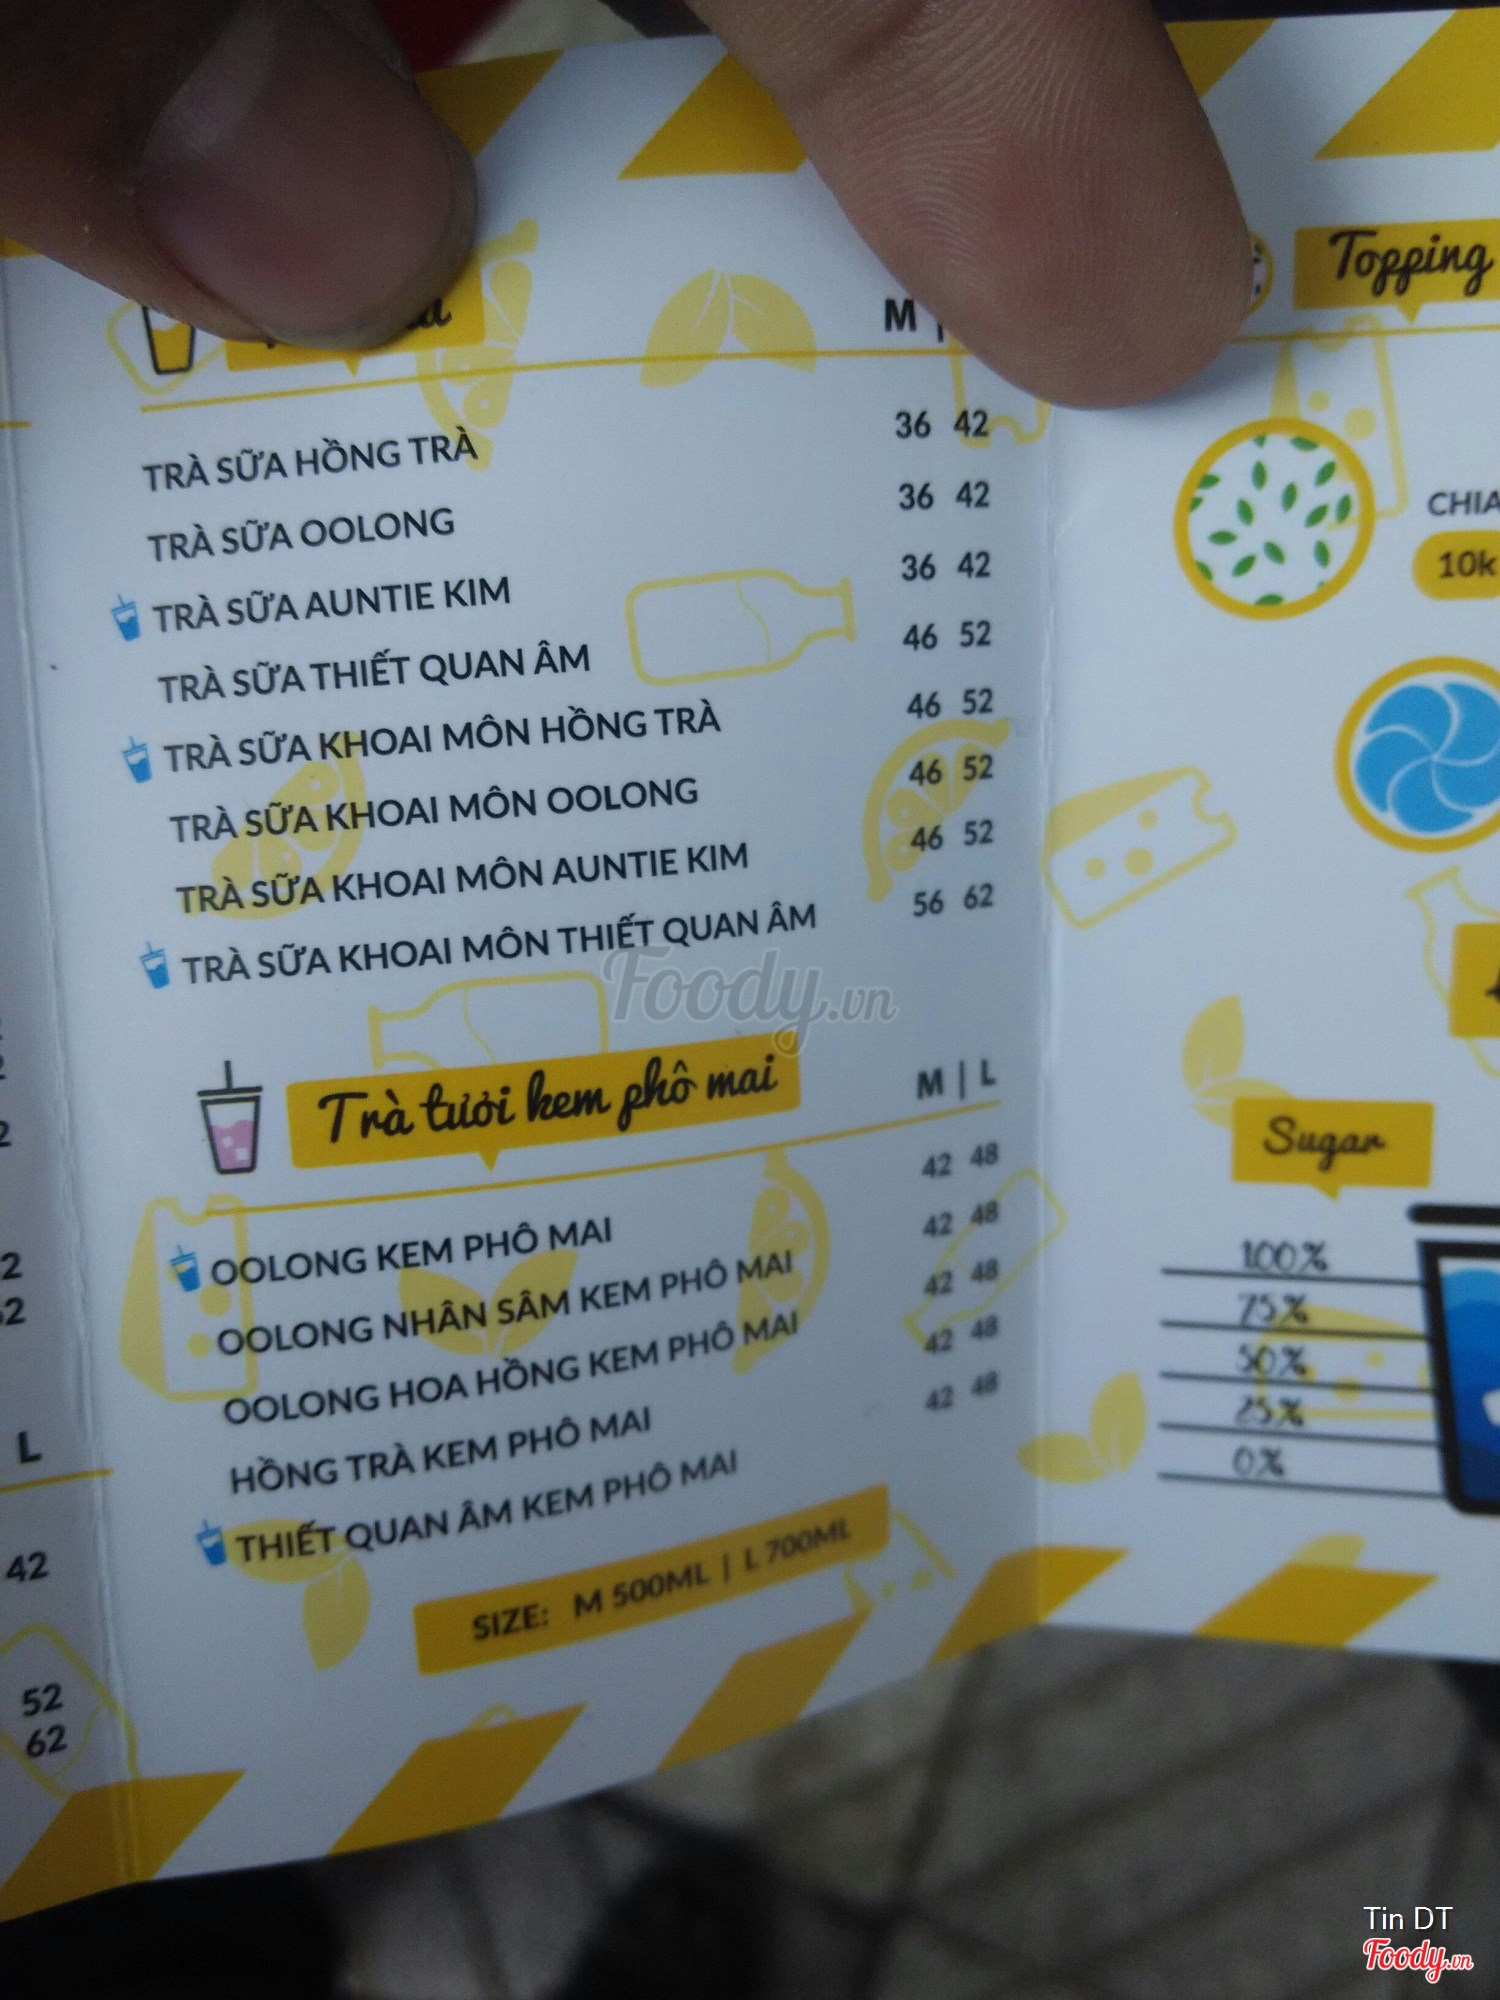 M |
TRÀ SỮA HỒNG TRÀ 36 42
TRÀ SỮA OOLONG 36 42
TRÀ SỮA AUNTIE KIM 36 42
TRÀ SỮA THIẾT QUAN ÂM 46 52
TRÀ SỮA KHOAI MÔN HỒNG TRÀ 46 52
TRÀ SỮA KHOAI MÔN OOLONG 46 52
TRÀ SỮA KHOAI MÔN AUNTIE KIM 46 52
TRÀ SỮA KHOAI MÔN THIẾT QUAN ÂM 56 62
Foody.vn
Trà tươi kem phô mai M | L
OOLONG KEM PHÔ MAI 42 48
OOLONG NHÂN SÂM KEM PHÔ MAI 42 48
OOLONG HOA HỒNG KEM PHÔ MAI 42 48
HỒNG TRÀ KEM PHÔ MAI 42 48
THIẾT QUAN ÂM KEM PHÔ MAI 42 48
SIZE: M 500ML | L 700ML
L
42
52
62
Topping
CHIA
10k
Sugar
100%
75%
50%
25%
0%
Tin DT
Foody.vn